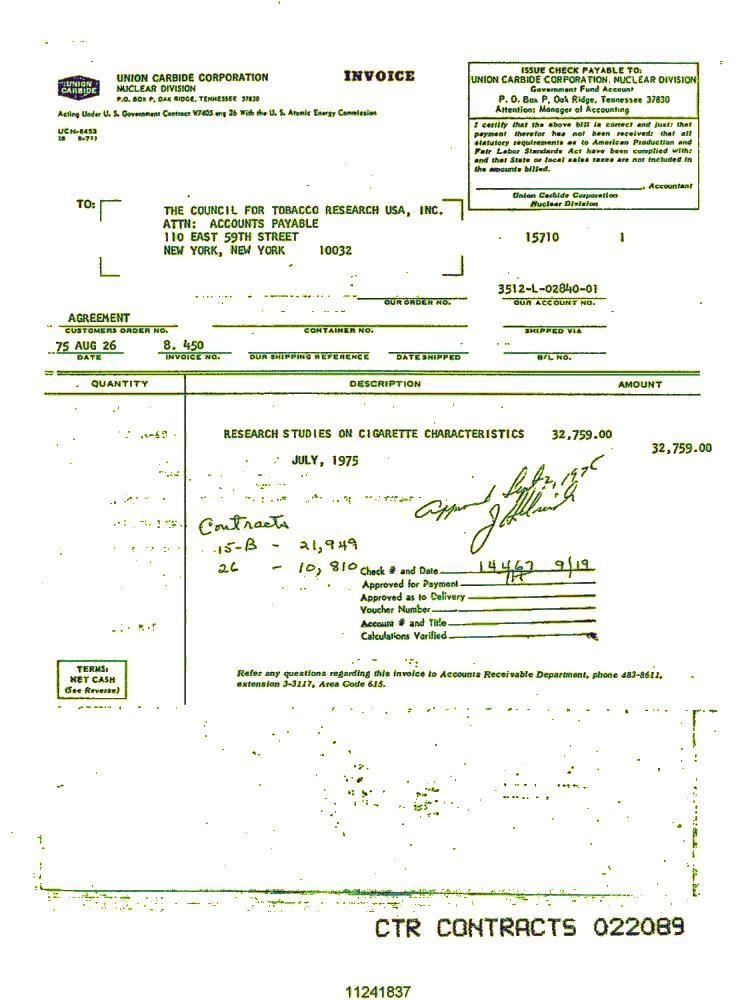 UNION CARBIDE
UNION CARBIDE CORPORATION
NUCLEAR DIVISION
P.O. BOX P, OAK RIDGE, TENNESSEE 37830
INVOICE
Acting Under U. S. Government Contract W7405 eng 26 With the U. S. Atomic Energy Commission
UCN-6453
ISSUE CHECK PAYABLE TO:
UNION CARBIDE CORPORATION, NUCLEAR DIVISION
Government Fund Account
P. O. Box P, Oak Ridge, Tennessee 37830
Attention: Manager of Accounting
I certify that the above bill is correct and just; that
payment therefor has not been received; that all
statutory requirements as to American Production and
Fair Labor Standards Act have been complied with;
and that State or local sales taxes are not included in
the amounts billed.
, Accountant
Union Carbide Corporation
Nuclear Division
TO:
THE COUNCIL FOR TOBACCO RESEARCH USA, INC.
ATTN: ACCOUNTS PAYABLE
110 EAST 59TH STREET
NEW YORK, NEW YORK 10032
15710 1
3512-L-02840-01
OUR ORDER NO. OUR ACCOUNT NO.
AGREEMENT
CUSTOMERS ORDER NO. CONTAINER NO. SHIPPED VIA
75 AUG 26 8. 450
DATE INVOICE NO. OUR SHIPPING REFERENCE DATE SHIPPED B/L NO.
QUANTITY DESCRIPTION AMOUNT
RESEARCH STUDIES ON CIGARETTE CHARACTERISTICS 32,759.00
32,759.00
JULY, 1975
Approved Sept 2, 1975
Contracts
15-B - 21,949
26 - 10,810
Check # and Date 14467 9/19
Approved for Payment
Approved as to Delivery
Voucher Number
Account # and Title
Calculations Verified
TERMS:
NET CASH
(See Reverse)
Refer any questions regarding this invoice to Accounts Receivable Department, phone 483-8611,
extension 3-3117, Area Code 615.
CTR CONTRACTS 022089
11241837